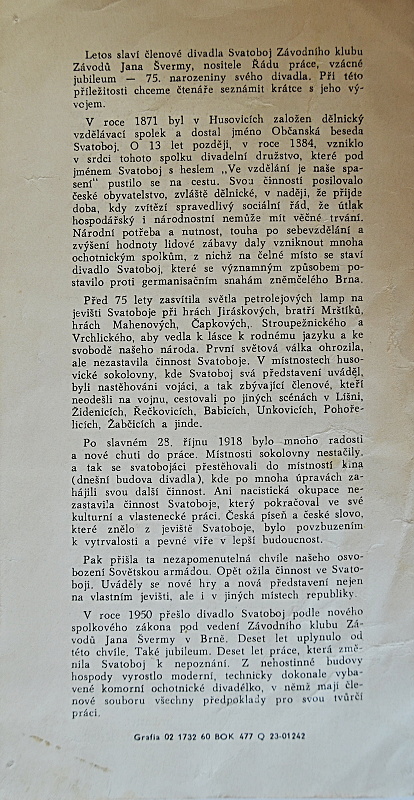 Letos slaví členové divadla Svatoboj Závodního klubu
Závodů Jana Švermy, nositele Řádu práce, vzácné
jubileum — 75. narozeniny svého divadla. Při této
příležitosti chceme čtenáře seznámit krátce s jeho vý-
vojem.
V roce 1871 byl v Husovicích založen dělnický
vzdělávací spolek a dostal jméno Občanská beseda
Svatoboj. O 13 let později, v roce 1884, vzniklo
v srdci tohoto spolku divadelní družstvo, které pod
jménem Svatoboj s heslem „Ve vzdělání je naše spa-
sení" pustilo se na cestu. Svou činností posilovalo
české obyvatelstvo, zvláště dělnické, v naději, že přijde
doba, kdy zvítězí spravedlivý sociální řád, že útlak
hospodářský i národnostní nemůže mít věčné trvání.
Národní potřeba a nutnost, touha po sebevzdělání a
zvýšení hodnoty lidové zábavy daly vzniknout mnoha
ochotnickým spolkům, z nichž na čelné místo se staví
divadlo Svatoboj, které se významným způsobem po-
stavilo proti germanisačním snahám zněmčelého Brna.
Před 75 lety zasvítila světla petrolejových lamp na
jevišti Svatoboje při hrách Jiráskových, bratří Mrštíků,
hrách Mahenových, Čapkových, Stroupežnického a
Vrchlického, aby vedla k lásce k rodnému jazyku a ke
svobodě našeho národa. První světová válka ohrozila,
ale nezastavila činnost Svatoboje. V místnostech huso-
vické sokolovny, kde Svatoboj svá představení uváděl,
byli nastěhováni vojáci, a tak zbývající členové, kteří
neodešli na vojnu, cestovali po jiných scénách v Líšni,
Židenicích, Řečkovicích, Babicích, Unkovicích, Pohoře-
licích, Žabčicích a jinde.
Po slavném 28. říjnu 1918 bylo mnoho radosti
a nové chuti do práce. Místnosti sokolovny nestačily,
a tak se svatobojáci přestěhovali do místností kina
(dnešní budova divadla), kde po mnoha úpravách za-
hájili svou další činnost. Ani nacistická okupace ne-
zastavila činnost Svatoboje, který pokračoval ve své
kulturní a vlastenecké práci. Česká píseň a české slovo,
které znělo z jeviště Svatoboje, bylo povzbuzením
k vytrvalosti a pevné víře v lepší budoucnost.
Pak přišla ta nezapomenutelná chvíle našeho osvo-
bození Sovětskou armádou. Opět ožila činnost ve Svato-
boji. Uváděly se nové hry a nová představení nejen
na vlastním jevišti, ale i v jiných místech republiky.
V roce 1950 přešlo divadlo Svatoboj podle nového
spolkového zákona pod vedení Závodního klubu Zá-
vodů Jana Švermy v Brně. Deset let uplynulo od
této chvíle. Také jubileum. Deset let práce, která změ-
nila Svatoboj k nepoznání. Z nehostinné budovy
hospody vyrostlo moderní, technicky dokonale vyba-
vené komorní ochotnické divadélko, v němž mají čle-
nové souboru všechny předpoklady pro svou tvůrčí
práci.
Grafia 02 1732 60 BOK 477 Q 23-01242